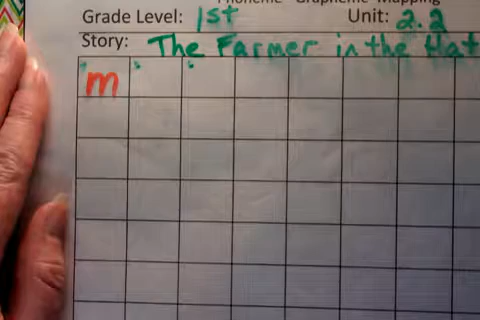 Phoneme - Grapheme Mapping
Grade Level: 1st Unit: 2.2
Story: The Farmer in the Hat
m